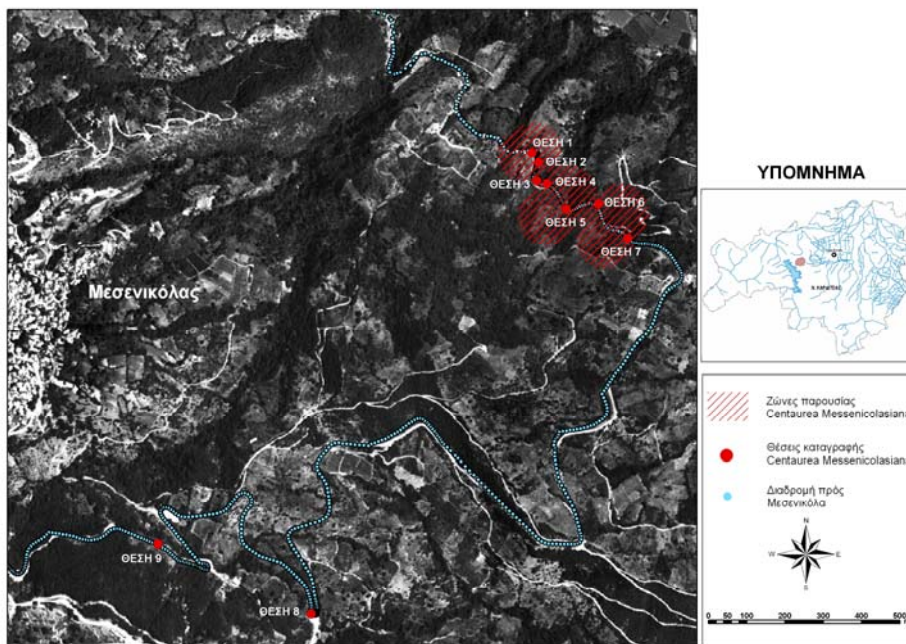 ΘΕΣΗ 1
ΘΕΣΗ 2
ΘΕΣΗ 3
ΘΕΣΗ 4
ΘΕΣΗ 5
ΘΕΣΗ 6
ΘΕΣΗ 7
Μεσενικόλας
ΘΕΣΗ 8
ΘΕΣΗ 9
ΥΠΟΜΝΗΜΑ
Ζώνες παρουσίας
Centaurea Messenicolasian
Θέσεις καταγραφής
Centaurea Messenicolasian
Διαδρομή πρός
Μεσενικόλα
N
W E
S
0 100 200 300 400 500